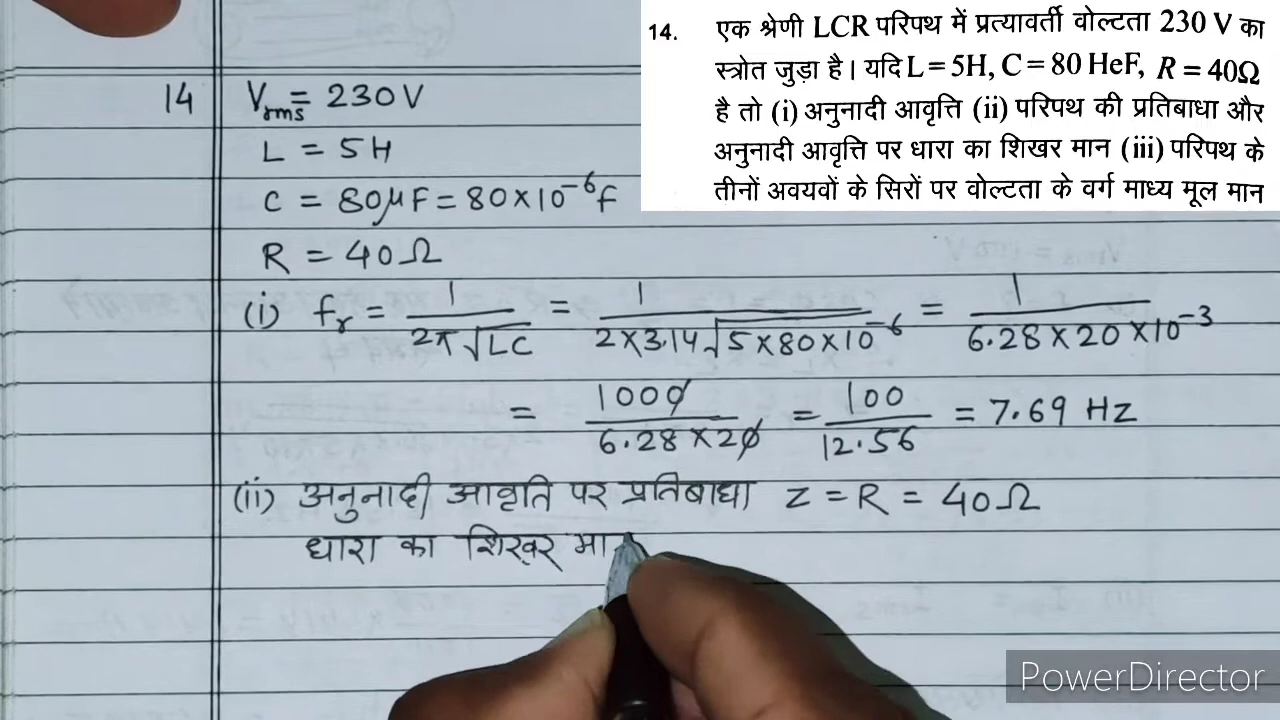 14. एक श्रेणी LCR परिपथ में प्रत्यावर्ती वोल्टता 230 V का
स्त्रोत जुड़ा है। यदि L = 5H, C = 80 HeF, R = 40Ω
है तो (i) अनुनादी आवृत्ति (ii) परिपथ की प्रतिबाधा और
अनुनादी आवृत्ति पर धारा का शिखर मान (iii) परिपथ के
तीनों अवयवों के सिरों पर वोल्टता के वर्ग माध्य मूल मान
14 Vrms = 230V
L = 5H
C = 80μF = 80×10⁻⁶f
R = 40Ω
(i) fr = 1/2π√LC = 1/2×3.14√5×80×10⁻⁶ = 1/6.28×20×10⁻³
= 1000/6.28×20 = 100/12.56 = 7.69 Hz
(ii) अनुनादी आवृति पर प्रतिबाधा Z = R = 40Ω
धारा का शिखर मा
PowerDirector